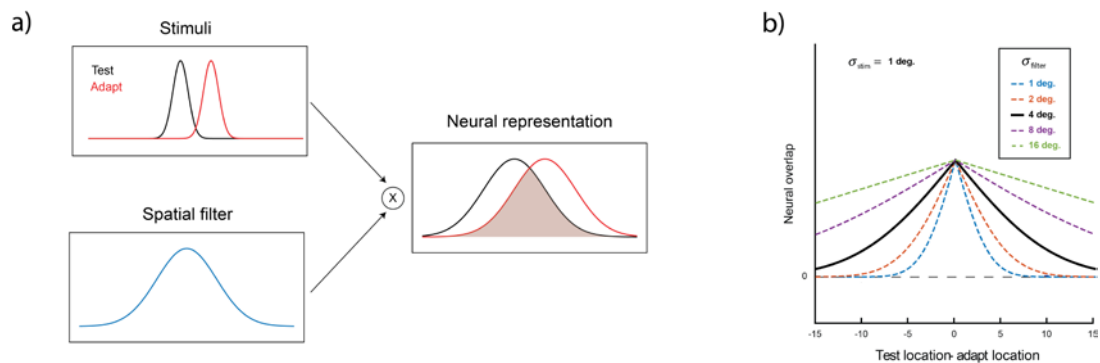 a)
Stimuli
Test
Adapt
Spatial filter
X
Neural representation
b)
σstim = 1 deg.
σfilter
1 deg.
2 deg.
4 deg.
8 deg.
16 deg.
Neural overlap
0
-15 -10 -5 0 5 10 15
Test location- adapt location